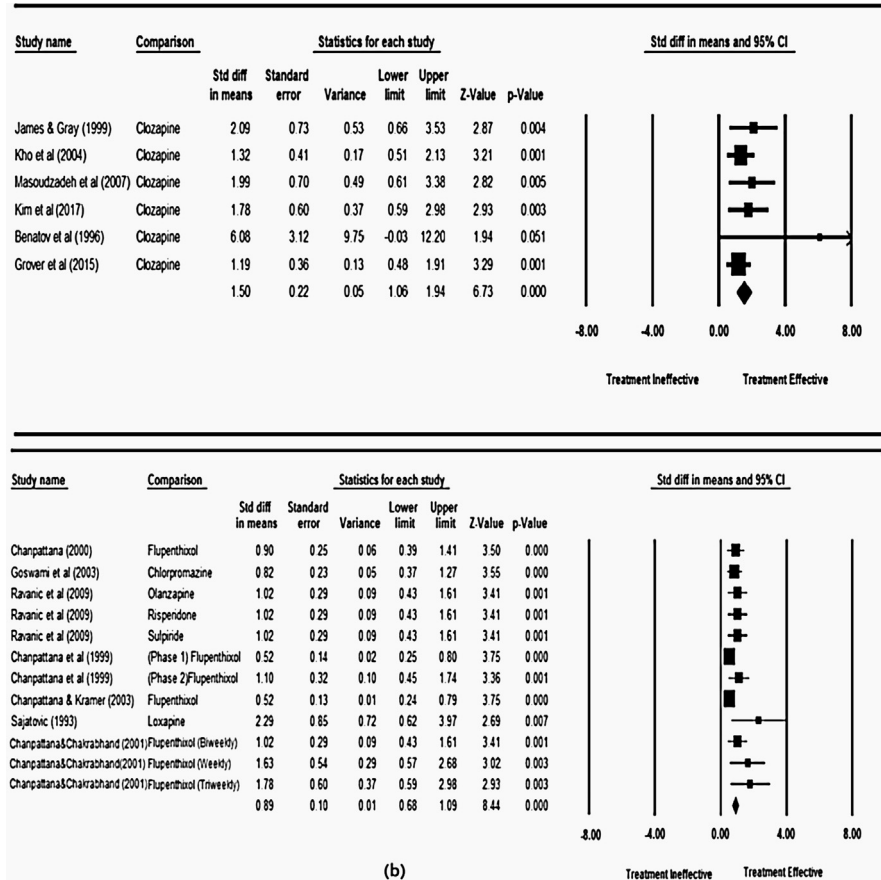 Study name Comparison Statistics for each study Std diff in means and 95% CI
Std diff in means Standard error Variance Lower limit Upper limit Z-Value p-Value
James & Gray (1999) Clozapine 2.09 0.73 0.53 0.66 3.53 2.87 0.004
Kho et al (2004) Clozapine 1.32 0.41 0.17 0.51 2.13 3.21 0.001
Masoudzadeh et al (2007) Clozapine 1.99 0.70 0.49 0.61 3.38 2.82 0.005
Kim et al (2017) Clozapine 1.78 0.60 0.37 0.59 2.98 2.93 0.003
Benatov et al (1996) Clozapine 6.08 3.12 9.75 -0.03 12.20 1.94 0.051
Grover et al (2015) Clozapine 1.19 0.36 0.13 0.48 1.91 3.29 0.001
1.50 0.22 0.05 1.06 1.94 6.73 0.000
-8.00 -4.00 0.00 4.00 8.00
Treatment Ineffective Treatment Effective
Study name Comparison Statistics for each study Std diff in means and 95% CI
Std diff in means Standard error Variance Lower limit Upper limit Z-Value p-Value
Chanpattana (2000) Flupenthixol 0.90 0.25 0.06 0.39 1.41 3.50 0.000
Goswami et al (2003) Chlorpromazine 0.82 0.23 0.05 0.37 1.27 3.55 0.000
Ravanic et al (2009) Olanzapine 1.02 0.29 0.09 0.43 1.61 3.41 0.001
Ravanic et al (2009) Risperidone 1.02 0.29 0.09 0.43 1.61 3.41 0.001
Ravanic et al (2009) Sulpiride 1.02 0.29 0.09 0.43 1.61 3.41 0.001
Chanpattana et al (1999) (Phase 1) Flupenthixol 0.52 0.14 0.02 0.25 0.80 3.75 0.000
Chanpattana et al (1999) (Phase 2)Flupenthixol 1.10 0.32 0.10 0.45 1.74 3.36 0.001
Chanpattana & Kramer (2003) Flupenthixol 0.52 0.13 0.01 0.24 0.79 3.75 0.000
Sajatovic (1993) Loxapine 2.29 0.85 0.72 0.62 3.97 2.69 0.007
Chanpattana&Chakrabhand (2001) Flupenthixol (Biweekly) 1.02 0.29 0.09 0.43 1.61 3.41 0.001
Chanpattana&Chakrabhand(2001) Flupenthixol (Weekly) 1.63 0.54 0.29 0.57 2.68 3.02 0.003
Chanpattana&Chakrabhand (2001) Flupenthixol (Triweekly) 1.78 0.60 0.37 0.59 2.98 2.93 0.003
0.89 0.10 0.01 0.68 1.09 8.44 0.000
-8.00 -4.00 0.00 4.00 8.00
(b) Treatment Ineffective Treatment Effective